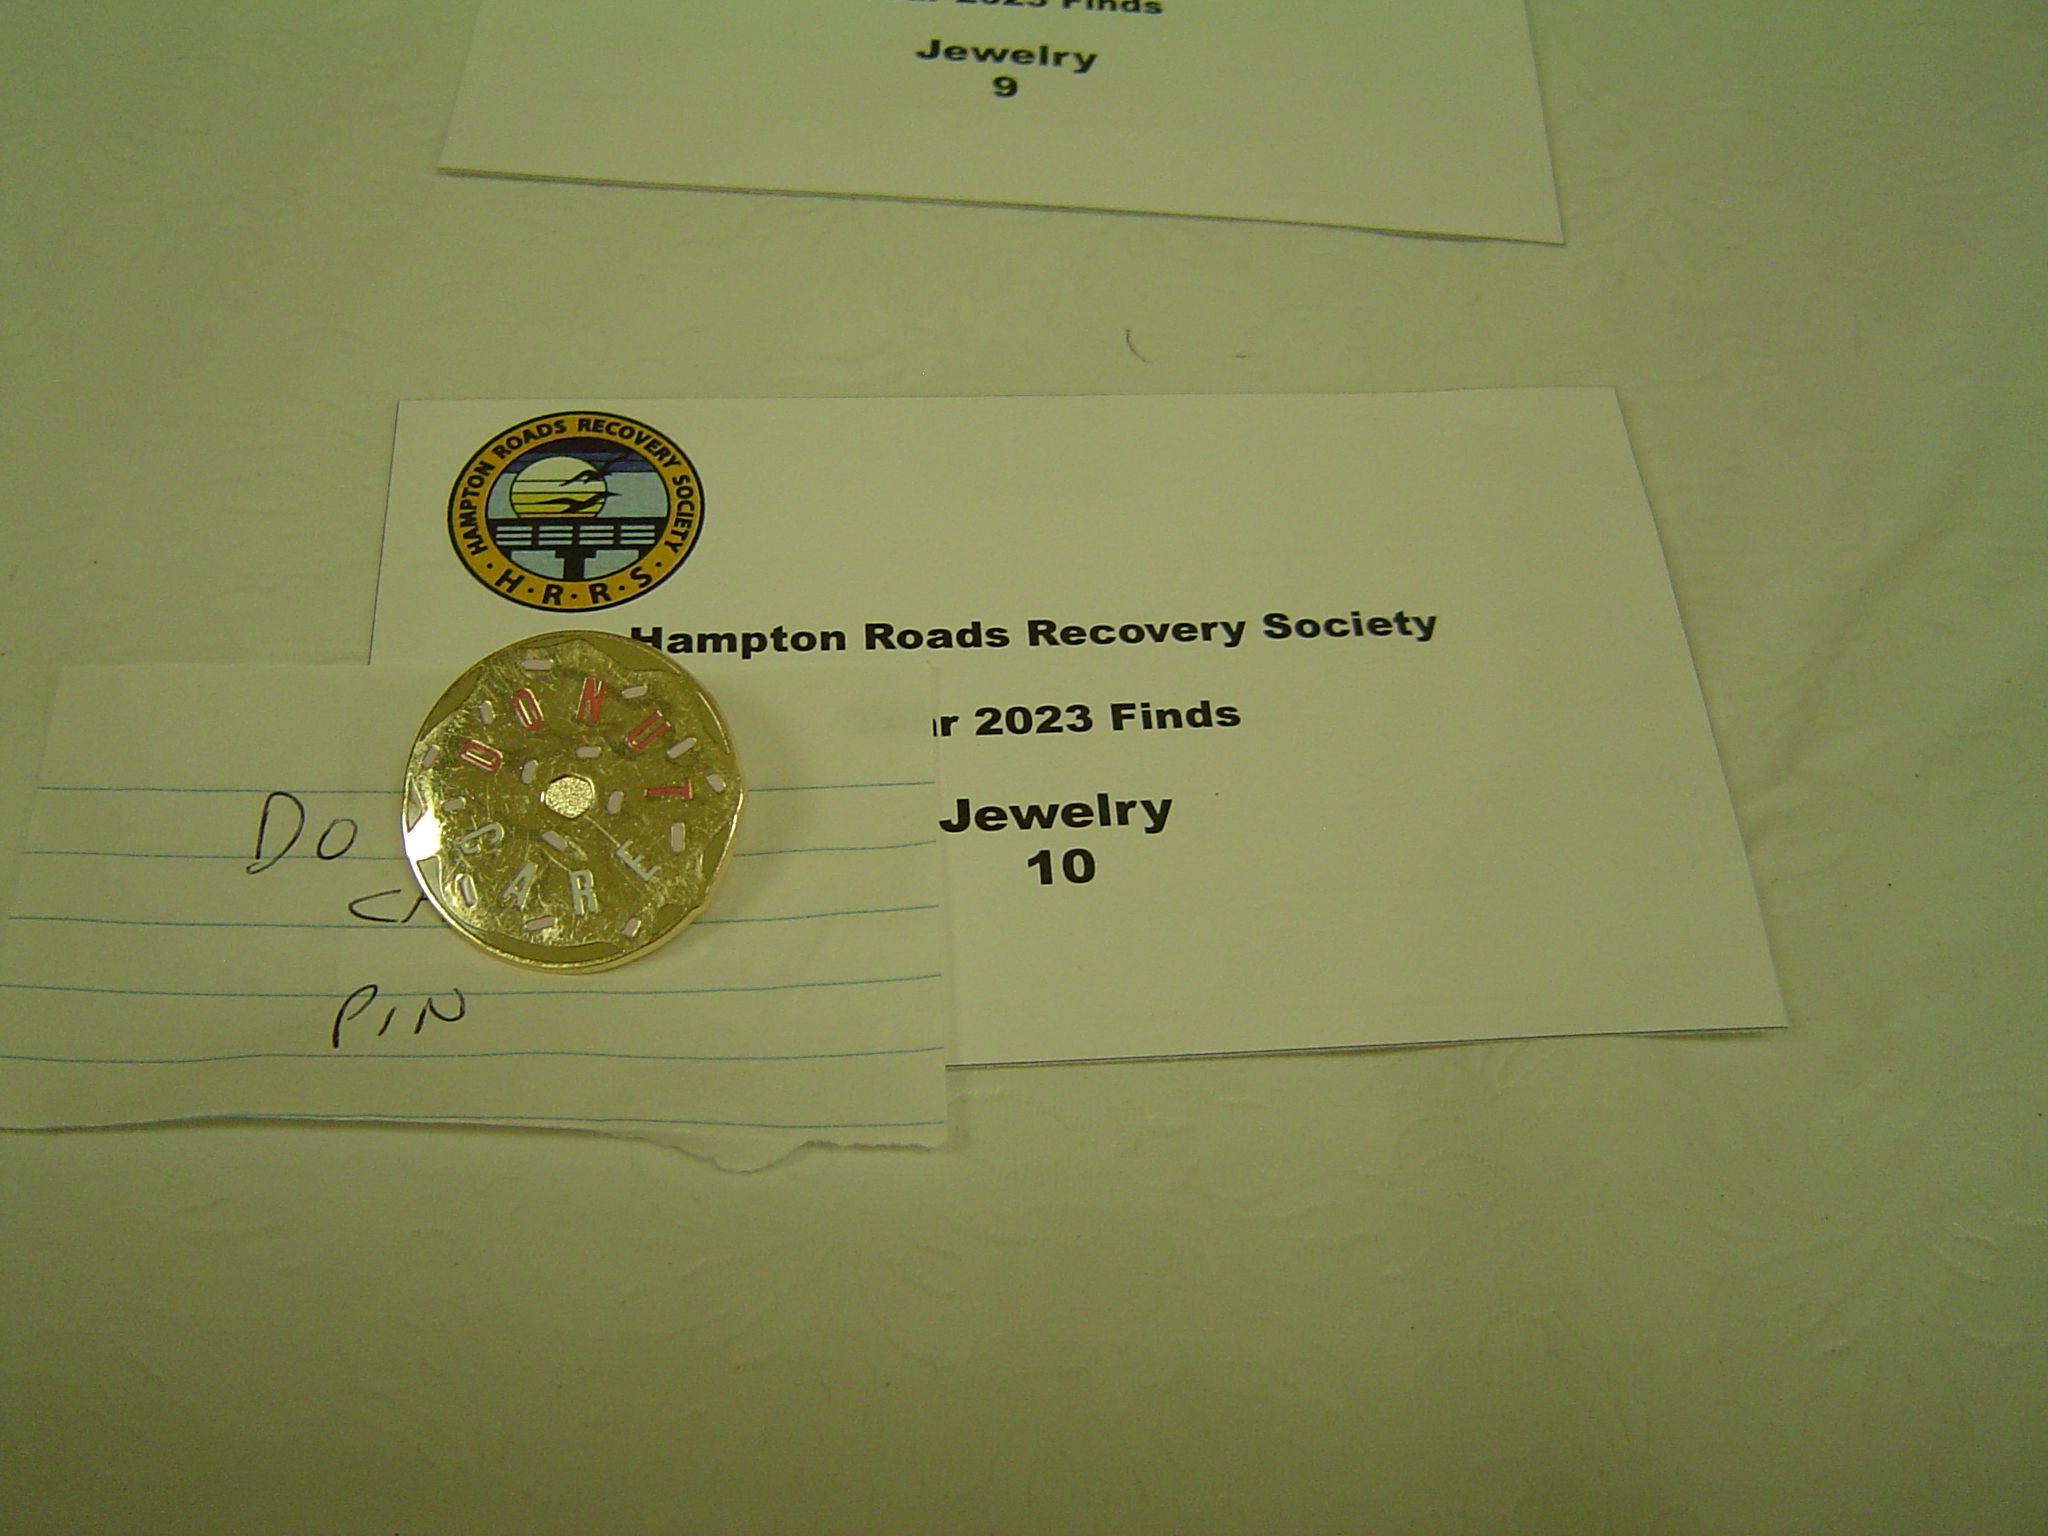 2023 Finds
Jewelry
9
HAMPTON ROADS RECOVERY SOCIETY
· H · R · R · S ·
Hampton Roads Recovery Society
r 2023 Finds
Jewelry
10
DONUT
CARE
DO
PIN